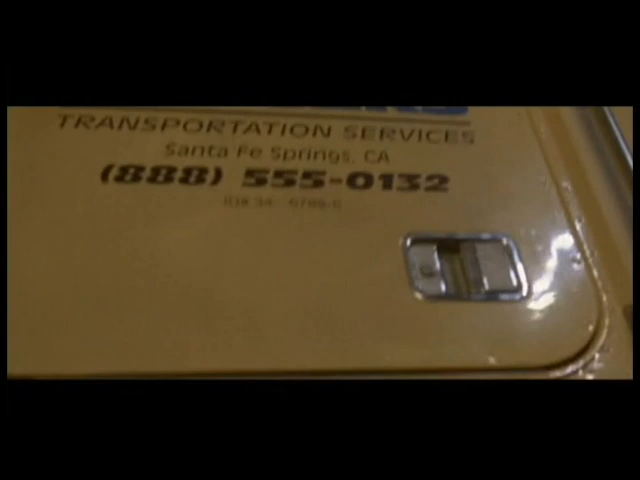 TRANSPORTATION SERVICES
Santa Fe Springs, CA
(888) 555-0132